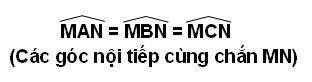 MAN = MBN = MCN
(Các góc nội tiếp cùng chắn MN)